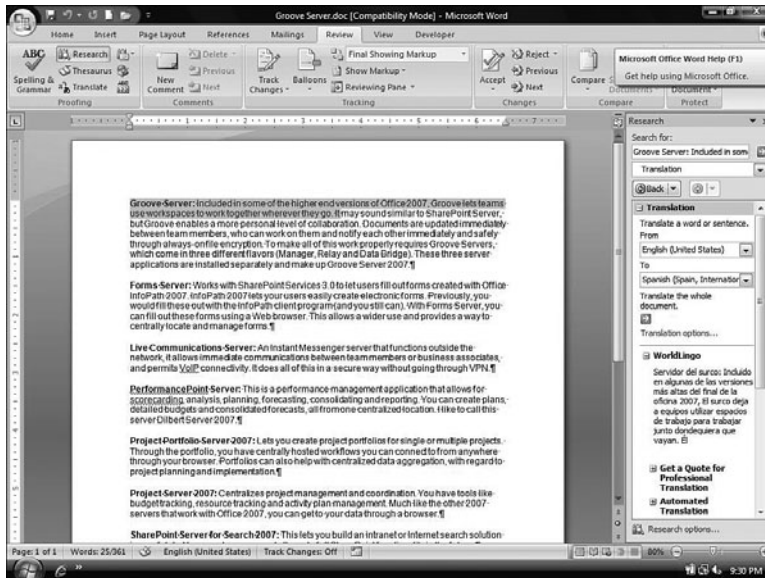 Groove Server.doc [Compatibility Mode] - Microsoft Word
Home Insert Page Layout References Mailings Review View Developer
ABC Research Delete Final Showing Markup Reject
Spelling & Grammar Thesaurus New Comment Previous Track Changes Balloons Show Markup Accept Previous Compare
Translate Next Reviewing Pane Next Documents Document
Proofing Comments Tracking Changes Compare Protect
Microsoft Office Word Help (F1)
Get help using Microsoft Office.
Groove Server: Included in some of the higher end versions of Office 2007, Groove lets teams
use workspaces to work together wherever they go. It may sound similar to SharePoint Server,
but Groove enables a more personal level of collaboration. Documents are updated immediately
between team members, who can work on them and notify each other immediately and safely
through always-on file encryption. To make all of this work properly requires Groove Servers,
which come in three different flavors (Manager, Relay and Data Bridge). These three server
applications are installed separately and make up Groove Server 2007.¶
Forms Server: Works with SharePoint Services 3.0 to let users fill out forms created with Office
InfoPath 2007. InfoPath 2007 lets your users easily create electronic forms. Previously, you
would fill these out with the InfoPath client program (and you still can). With Forms Server, you
can fill out these forms using a Web browser. This allows a wider use and provides a way to
centrally locate and manage forms.¶
Live Communications Server: An Instant Messenger server that functions outside the
network, it allows immediate communications between team members or business associates,
and permits VoIP connectivity. It does all of this in a secure way without going through VPN.¶
PerformancePoint Server: This is a performance management application that allows for
scorecarding, analysis, planning, forecasting, consolidating and reporting. You can create plans,
detailed budgets and consolidated forecasts, all from one centralized location. I like to call this
server Dilbert Server 2007.¶
Project Portfolio Server 2007: Lets you create project portfolios for single or multiple projects.
Through the portfolio, you have centrally hosted workflows you can connect to from anywhere
through your browser. Portfolios can also help with centralized data aggregation, with regard to
project planning and implementation.¶
Project Server 2007: Centralizes project management and coordination. You have tools like
budget tracking, resource tracking and activity plan management. Much like the other 2007
servers that work with Office 2007, you can get to your data through a browser.¶
SharePoint Server for Search 2007: This lets you build an intranet or Internet search solution
Research
Search for:
Groove Server: Included in som
Translation
Back
Translation
Translate a word or sentence.
From
English (United States)
To
Spanish (Spain, Internatior
Translate the whole
document.
Translation options...
WorldLingo
Servidor del surco: Incluido
en algunas de las versiones
más altas del final de la
oficina 2007, El surco deja
a equipos utilizar espacios
de trabajo para trabajar
junto dondequiera que
vayan. Él
Get a Quote for
Professional
Translation
Automated
Translation
Research options...
Page: 1 of 1 Words: 25/361 English (United States) Track Changes: Off 80%
9:30 PM